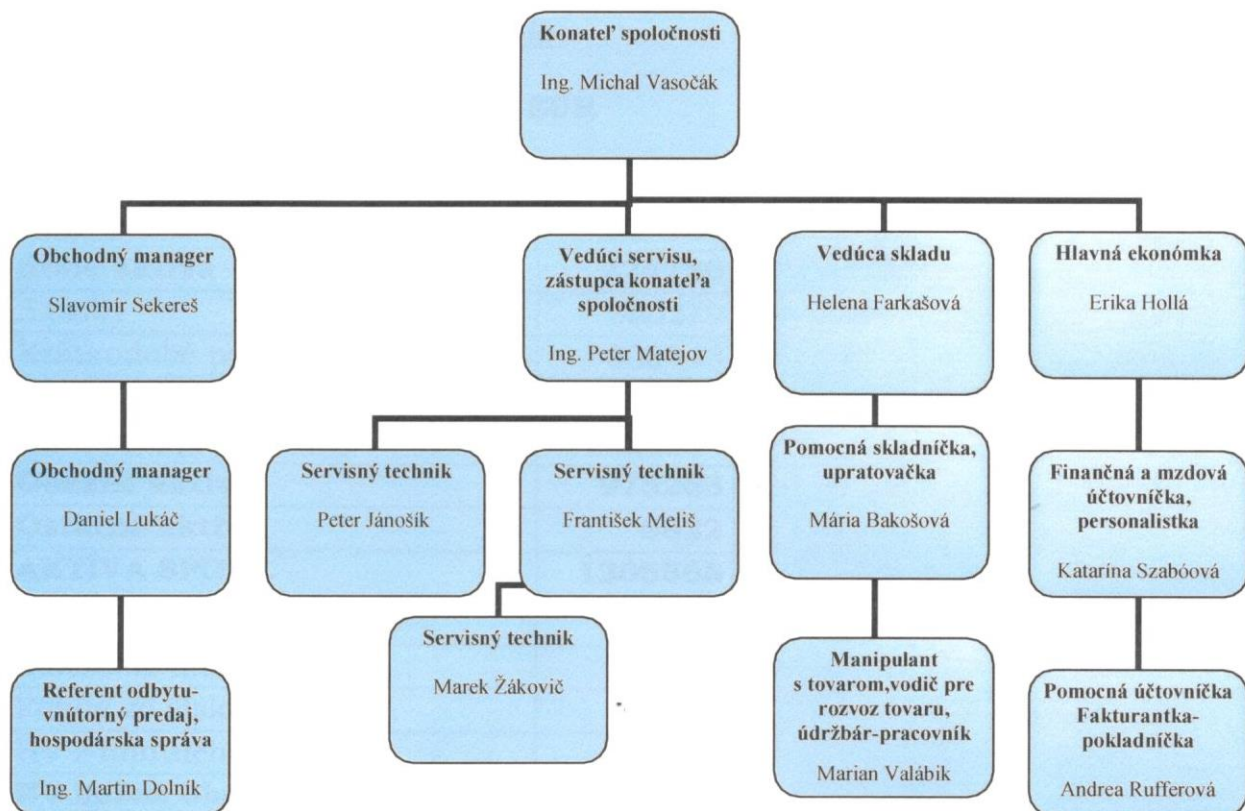 Konateľ spoločnosti
Ing. Michal Vasočák
Obchodný manager
Slavomír Sekereš
Vedúci servisu,
zástupca konateľa
spoločnosti
Ing. Peter Matejov
Vedúca skladu
Helena Farkašová
Hlavná ekonómka
Erika Hollá
Obchodný manager
Daniel Lukáč
Servisný technik
Peter Jánošík
Servisný technik
František Meliš
Pomocná skladníčka,
upratovačka
Mária Bakošová
Finančná a mzdová
účtovníčka,
personalistka
Katarína Szabóová
Servisný technik
Marek Žákovič
Referent odbytu-
vnútorný predaj,
hospodárska správa
Ing. Martin Dolník
Manipulant
s tovarom,vodič pre
rozvoz tovaru,
údržbár-pracovník
Marian Valábik
Pomocná účtovníčka
Fakturantka-
pokladníčka
Andrea Rufferová